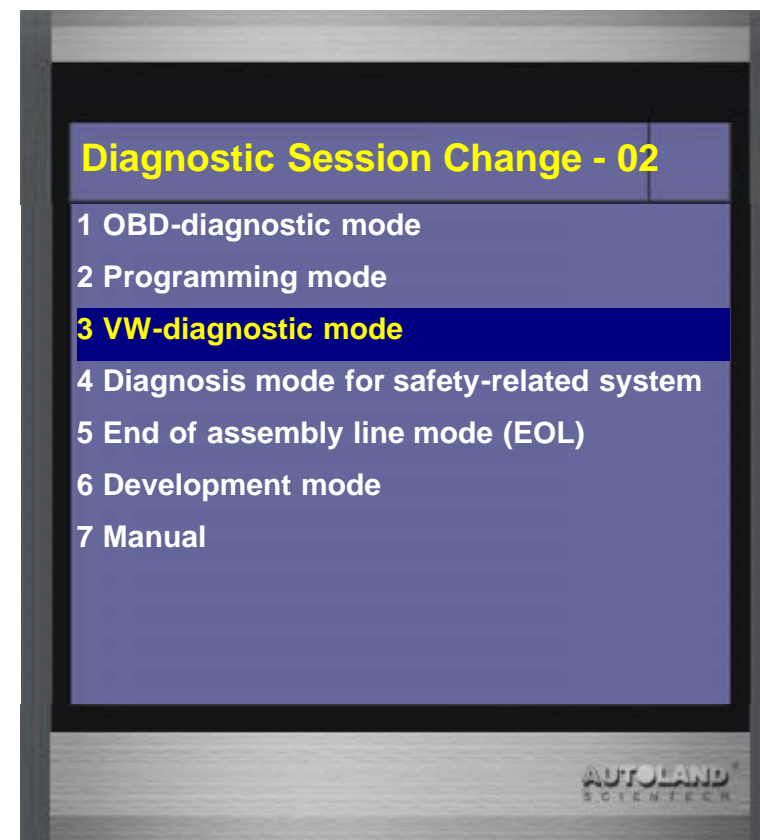 Diagnostic Session Change - 02
1 OBD-diagnostic mode
2 Programming mode
3 VW-diagnostic mode
4 Diagnosis mode for safety-related system
5 End of assembly line mode (EOL)
6 Development mode
7 Manual
AUTOLAND
SCIENTECH